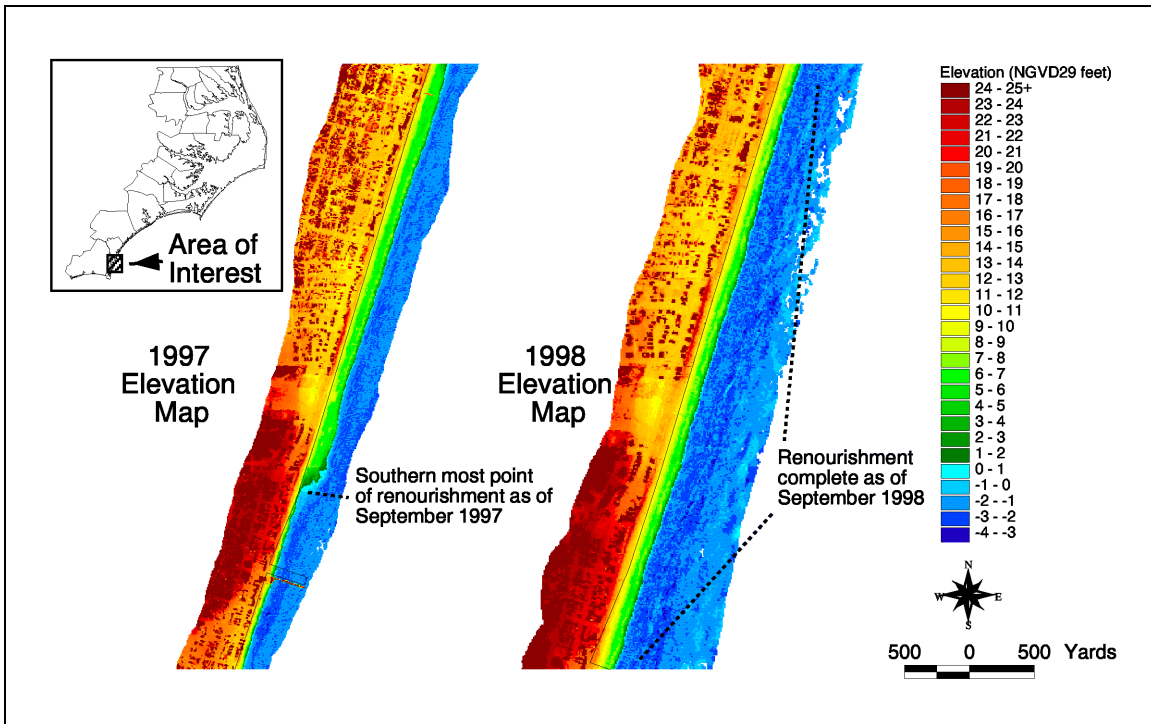 Area of
Interest
1997
Elevation
Map
Southern most point
of renourishment as of
September 1997
1998
Elevation
Map
Renourishment
complete as of
September 1998
Elevation (NGVD29 feet)
24 - 25+
23 - 24
22 - 23
21 - 22
20 - 21
19 - 20
18 - 19
17 - 18
16 - 17
15 - 16
14 - 15
13 - 14
12 - 13
11 - 12
10 - 11
9 - 10
8 - 9
7 - 8
6 - 7
5 - 6
4 - 5
3 - 4
2 - 3
1 - 2
0 - 1
-1 - 0
-2 - -1
-3 - -2
-4 - -3
N
W E
S
500 0 500 Yards